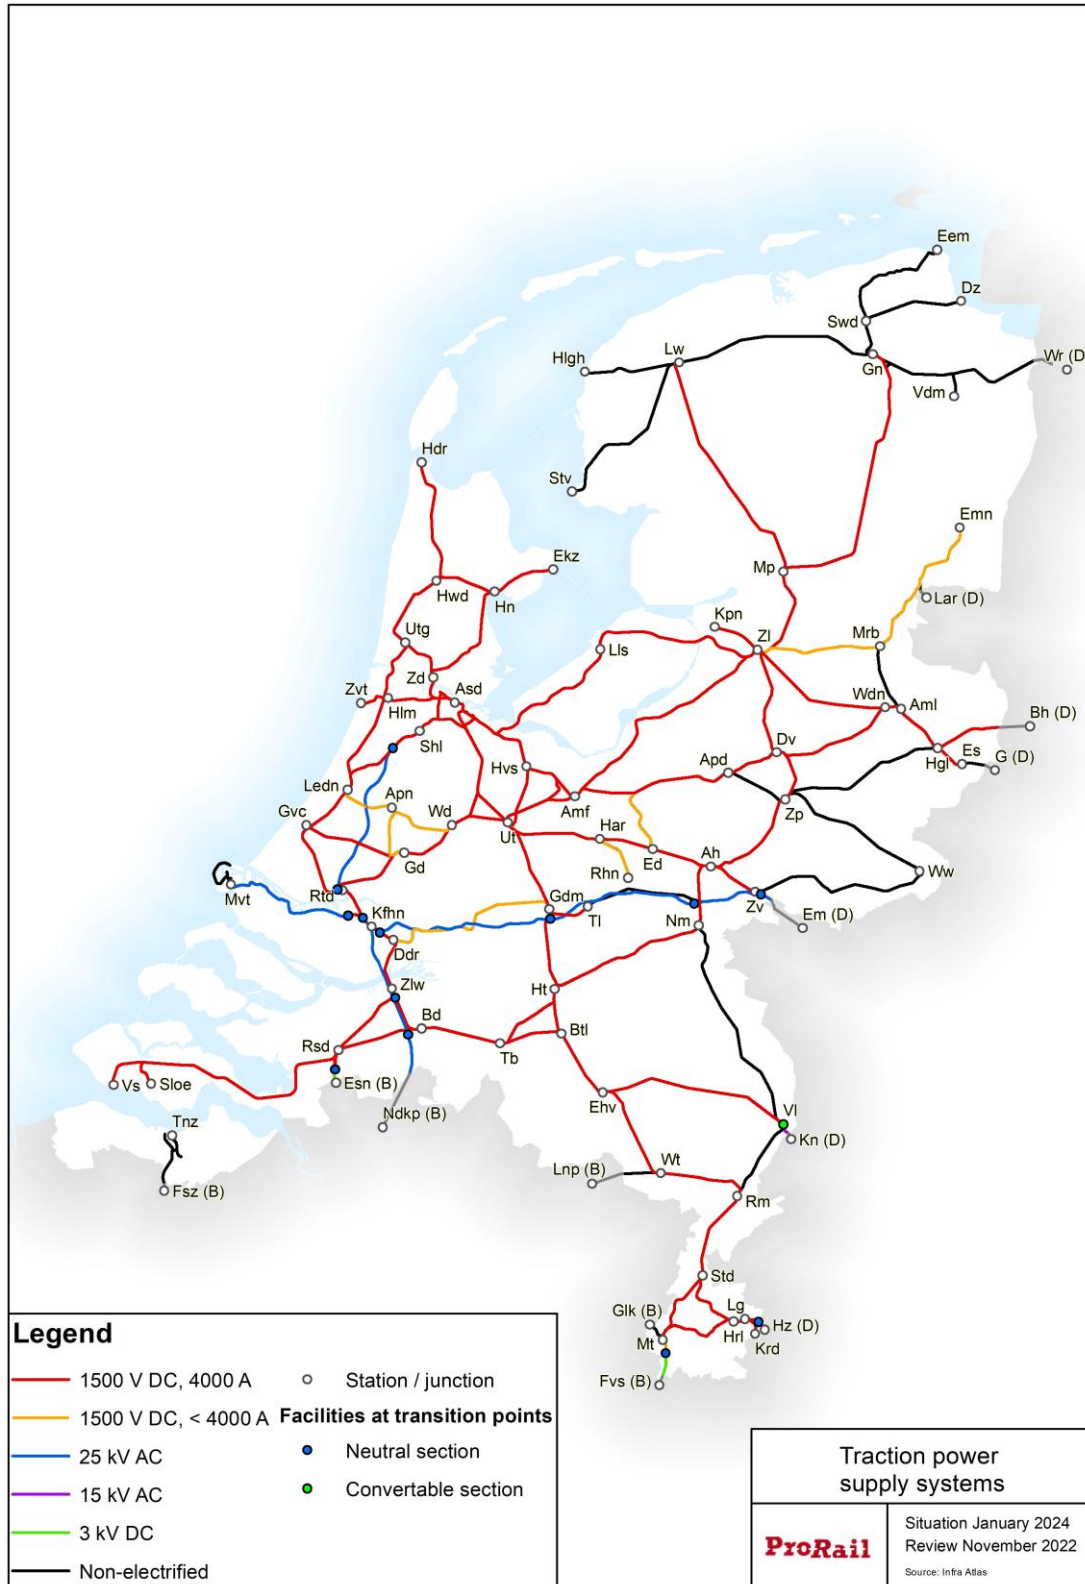 Eem
Dz
Swd
Lw
Hlgh
Gn
Wr (D
Vdm
Hdr
Stv
Emn
Ekz
Mp
Hwd
Hn
Lar (D)
Kpn
Utg
Zl
Mrb
Lls
Zd
Zvt
Asd
Wdn
Hlm
Aml
Bh (D)
Shl
Dv
Es
Hvs
Apd
Hgl
G (D)
Ledn
Apn
Amf
Zp
Gvc
Wd
Ut
Har
Gd
Ed
Ah
Rhn
Ww
Rtd
Mvt
Gdm
Tl
Zv
Kfhn
Nm
Em (D)
Ddr
Zlw
Ht
Bd
Btl
Rsd
Tb
Vs
Sloe
Esn (B)
Ehv
Ndkp (B)
Vl
Tnz
Kn (D)
Lnp (B)
Wt
Fsz (B)
Rm
Std
Glk (B)
Lg
Hz (D)
Mt
Hrl
Krd
Fvs (B)
Legend
1500 V DC, 4000 A
Station / junction
1500 V DC, < 4000 A
Facilities at transition points
25 kV AC
Neutral section
15 kV AC
Convertable section
3 kV DC
Non-electrified
Traction power
supply systems
ProRail
Situation January 2024
Review November 2022
Source: Infra Atlas